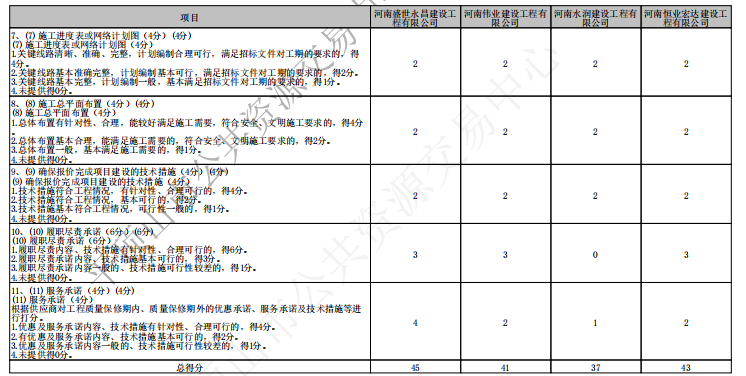 项目 河南盛世永昌建设工程有限公司 河南伟业建设工程有限公司 河南水润建设工程有限公司 河南恒业宏达建设工程有限公司
7、(7) 施工进度表或网络计划图（4分）(4分)
(7) 施工进度表或网络计划图（4分）
1.关键线路清晰、准确、完整，计划编制合理可行，满足招标文件对工期的要求的，得
4分。
2.关键线路基本准确完整，计划编制基本可行，满足招标文件对工期的要求的，得2分。
3.关键线路基本完整，计划编制一般，基本满足招标文件对工期的要求的，得1分。
4.未提供得0分。
2 2 2 2
8、(8) 施工总平面布置（4分）(4分)
(8) 施工总平面布置（4分）
1.总体布置有针对性、合理，能较好满足施工需要，符合安全、文明施工要求的，得4分
。
2.总体布置基本合理，能满足施工需要的，符合安全、文明施工要求的，得2分。
3.总体布置一般，基本满足施工需要的，得1分。
4.未提供得0分。
2 2 2 2
9、(9) 确保报价完成项目建设的技术措施（4分）(4分)
(9) 确保报价完成项目建设的技术措施（4分）
1.技术措施符合工程情况，有针对性、合理可行的，得4分。
2.技术措施符合工程情况，基本可行的，得2分。
3.技术措施基本符合工程情况，可行性一般的，得1分。
4.未提供得0分。
2 2 2 2
10、(10) 履职尽责承诺（6分）(6分)
(10) 履职尽责承诺（6分）
1.履职尽责内容、技术措施有针对性、合理可行的，得6分。
2.履职尽责承诺内容、技术措施基本可行的，得3分。
3.履职尽责承诺内容一般的、技术措施可行性较差的，得1分。
4.未提供得0分。
3 3 0 3
11、(11) 服务承诺（4分）(4分)
(11) 服务承诺（4分）
根据供应商对工程质量保修期内、质量保修期外的优惠承诺、服务承诺及技术措施等进
行打分。
1.优惠及服务承诺内容、技术措施有针对性、合理可行的，得4分。
2.有优惠及服务承诺内容、技术措施基本可行的，得2分。
3.优惠及服务承诺内容一般的、技术措施可行性较差的，得1分。
4.未提供得0分。
4 2 1 2
总得分 45 41 37 43